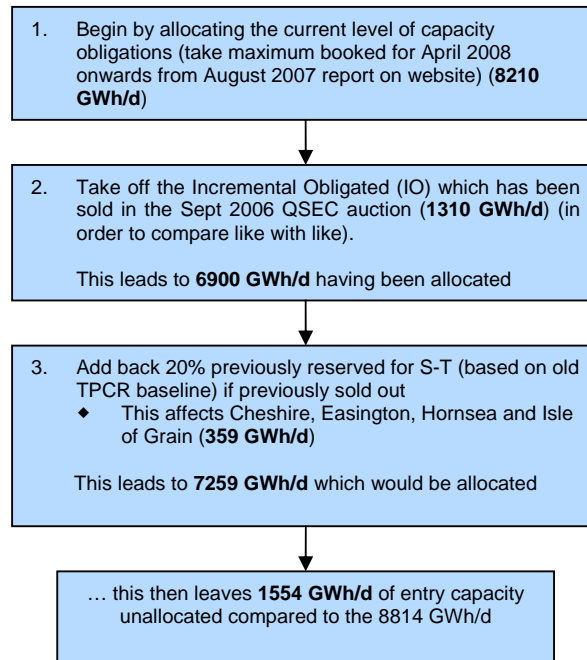 1. Begin by allocating the current level of capacity
obligations (take maximum booked for April 2008
onwards from August 2007 report on website) (8210
GWh/d)
2. Take off the Incremental Obligated (IO) which has been
sold in the Sept 2006 QSEC auction (1310 GWh/d) (in
order to compare like with like).
This leads to 6900 GWh/d having been allocated
3. Add back 20% previously reserved for S-T (based on old
TPCR baseline) if previously sold out
◆ This affects Cheshire, Easington, Hornsea and Isle
of Grain (359 GWh/d)
This leads to 7259 GWh/d which would be allocated
… this then leaves 1554 GWh/d of entry capacity
unallocated compared to the 8814 GWh/d